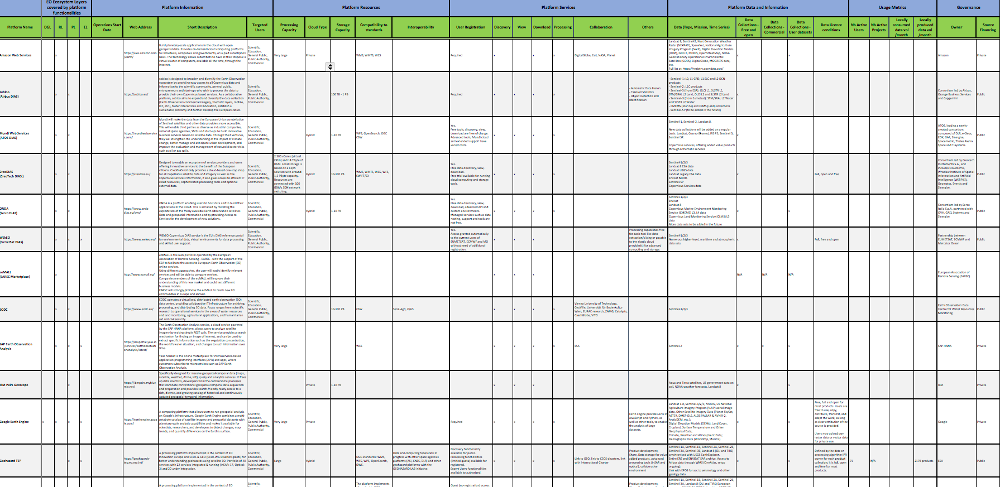 EO Ecosystem Layers
covered by platform
functionalities
Platform Information
Platform Resources
Platform Services
Platform Data and Information
Usage Metrics
Governance
Platform Name
DGL
RL
PL
EL
Operations Start
Date
Web Address
Short Description
Targeted
Users
Processing
Capacity
Cloud Type
Storage
Capacity
Compatibility to
standards
Interoperability
User Registration
Discovery
View
Download
Processing
Collaboration
Others
Data (Type, Mission, Time Series)
Data
Collections -
Free and
open
Data
Collections -
Commercial
Data
Collections -
User datasets
Data Licence
conditions
Nb Active
Users
Nb Active
Projects
Locally
consumed
data vol
/month
Locally
produced
data vol
/month
Owner
Source
Financing
Amazon Web Services
x
https://aws.amazon.com
/earth/
Build planetary-scale applications in the cloud with open
geospatial data. Provides on-demand cloud computing platforms
to individuals, companies and governments, on a paid subscription
basis. The technology allows subscribers to have at their disposal a
virtual cluster of computers, available all the time, through the
Internet.
Scientific,
Education,
General Public,
Public Authority,
Commercial
Very large
Private
WMS, WMTS, WCS
Required
x
x
x
x
DigitalGlobe, Esri, NASA, Planet
Landsat 8, Sentinel-2, Next Generation Weather
Radar (NEXRAD), SpaceNet, National Agriculture
Imagery Program (NAIP), Digital Elevation Models
(DEM), GDELT, MODIS, OpenStreetMap, NOAA
Geostationary Operational Environmental
Satellites (GOES), DigitalGlobe, MOGREPS data,
etc.
Full list at: https://registry.opendata.aws/
x
x
Amazon
Private
Sobloo
(Airbus DIAS)
x
x
https://sobloo.eu/
sobloo is designed to broaden and diversify the Earth Observation
ecosystem by providing easy access to all Copernicus data and
information to the scientific community, general public,
entrepreneurs and start-ups who wish to process the data to
provide their own Copernicus based services. As a collaborative
platform, sobloo aims to expand and diversify the data collection
(Earth Observation commercial imagery, thematic layers, mobile,
IoT, etc.), foster interactions and innovation, establish a
sustainable economy and further develop the European cloud.
Scientific,
Education,
General Public,
Public Authority,
Commercial
100 TB - 1 PB
Required
x
x
x
x
- Automatic Data Fusion
- Tailored Statistics
- Object Detection and
Identification
- Sentinel-1: L0, L1 GRD, L1 SLC and L2 OCN
products
- Sentinel-2: L1C products
- Sentinel-3 (from ESA): OLCI L1, SLSTR L1,
STM/SRAL L2 Land, OLCI L2 and SLSTR L2 Land
- Sentinel-3 (from Eumetsat): STM/SRAL L2 Water
and SLSTR L2 Water
- CMEMS (Marine) and CLMS (Land) collections
- Sentinel-5P (to be added in the future)
x
Consortium led by Airbus,
Orange Business Services
and Capgemini
Public
Mundi Web Services
(ATOS DIAS)
x
x
https://mundiwebservice
s.com/
Mundi will make the data from the European Union constellation
of Sentinel satellites and other data providers more accessible.
This will enable third parties as diverse as industrial companies,
national space agencies, SMEs and start-ups to build innovative
business services based on satellite data. Through their ventures,
they will strengthen the understanding of the impact of climate
change, better manage and anticipate urban development, and
improve the evaluation and management of natural disaster risks
such as oil or gas spills.
Scientific,
Education,
General Public,
Public Authority,
Commercial
Hybrid
1-10 PB
WPS, OpenSearch, OGC
CSW
Yes.
Free tools, discovery, view,
download are free of charge.
Advanced tools, Mundi cloud
and extended support have
varied costs.
x
x
x
x
Sentinel-1, Sentinel-2, Landsat 8.
New data collections will be added on a regular
basis: Landsat, Cosmo-Skymed, IRS P5, Sentinel 3,
Sentinel 5P.
Copernicus services, offering added value products
through 6 thematic services
x
ATOS, leading a newly-
created consortium,
composed of DLR, e-Geos,
EOX, GAF, Sinergise,
Spacemetric, Thales Alenia
Space and T-Systems.
Public
CreoDIAS
(CreoTech DIAS )
x
x
https://creodias.eu/
Designed to enable an ecosystem of service providers and users
offering innovative services to the benefit of the European
citizens. CreoDIAS not only provides a cloud-based one-stop shop
for all Copernicus satellite data and imagery as well as the
Copernicus services information, it also gives access to efficient IT
cloud resources, sophisticated processing tools and optional
external data.
Scientific,
Education,
General Public,
Public Authority,
Commercial
2 500 vCores (virtual
CPUs) and 14 TByte of
RAM. Local storage is
based on a Ceph
solution with around
1,5 PByte capacity.
Resources are
connected with 100
GBit/s SDN network
switching.
Hybrid
10-100 PB
WMS, WMTS, WCS, WFS,
SWIFT/S3
Yes.
Free data discovery, view,
download.
Free trial available for running
cloud computing and storage
tools.
x
x
x
x
Sentinel-1/2/3
Landsat 8 ESA data
Landsat USGS data
Landsat Legacy ESA data
Envisat MERIS
Sentinel-5P
Copernicus Services data
x
x
Full, open and free
Consortium led by Creotech
Instruments S.A., and
includes CloudFerro,
Wroclaw Institute of Spatial
Information and Artificial
Intelligence (WIZIPISI),
Geomatys, Eversis and
Sinergise.
Public
ONDA
(Serco DIAS)
x
x
https://www.onda-
dias.eu/cms/
ONDA is a platform enabling users to host data and to build their
applications in the Cloud. This is achieved by fostering the
exploitation of the freely available Earth Observation satellites
Data and geospatial information and by providing Access to
Services for the development of new solutions.
Scientific,
Education,
General Public,
Public Authority,
Commercial
Hybrid
1-10 PB
Yes.
Free data discovery, view,
download, advanced API and
custom environments.
Managed services such as data
hosting, support and tools are
not free.
x
x
x
x
Sentinel-1/2/3
Envisat
Landsat 8
Copernicus Marine Environment Monitoring
Service (CMEMS) L3, L4 data
Copernicus Land Monitoring Service (CLMS) L3
data
More data sets to be added in the future
x
x
Consortium led by Serco
Italia S.p.A. partnered with
OVH, GAEL Systems and
Sinergise
Public
WEkEO
(EumetSat DIAS)
x
x
x
https://www.wekeo.eu/
WEkEO Copernicus DIAS service is the EU's DIAS reference portal
for environmental data, virtual environments for data processing
and skilled user support.
Scientific,
Education,
General Public,
Public Authority,
Commercial
Yes.
Access granted automatically
to the current users of
EUMETSAT, ECMWF and MO
without need of additional
registration.
x
x
x
x
Processing capabilities free
for basic tool like data
extraction/slicing or payable
to the elastic cloud
provider(s) for advanced
computing and storage.
Sentinel-1/2/3
Numerous higher-level, maritime and atmospheric
data sets
x
Full, free and open
Partnership between
EUMETSAT, ECMWF and
Mercator Ocean
Public
eoMALL
(EARSC Marketplace)
x
http://www.eomall.eu/
eoMALL is the web platform operated by the European
Association of Remote Sensing - EARSC - with the support of the
ESA to facilitate the access to European Earth Observation (EO)
online services.
Using different approaches, the user will easily identify relevant
services and will be able to compare services.
Companies members of the eoMALL will improve their
understanding of this new market and could test different
business models.
EARSC will strongly promote the eoMALL to reach new EO
communities in Europe and abroad.
x
x
x
N/A
N/A
N/A
European Association of
Remote Sensing (EARSC)
EODC
x
x
https://www.eodc.eu/
EODC operates a virtualised, distributed earth observation (EO)
data centre, providing collaborative IT infrastructure for archiving,
processing, and distributing EO data. Focus ranges from scientific
research to operational services in the areas of water resources
and land monitoring, agricultural applications, and humanitarian
aid and civil security.
Scientific,
Education,
General Public,
Public Authority,
Commercial
10-100 PB
CSW
Sen2-Agri, QGIS
x
x
x
x
Vienna University of Technology,
GeoVille, Universität für Bodenkultur
Wien, EURAC research, ZAMG, Catalysts,
CzechGlobe, VITO
Sentinel-1/2/3
Earth Observation Data
Centre for Water Resources
Monitoring
Public
SAP Earth Observation
Analysis
x
x
x
https://devportal.yaas.io
/services/earthobservati
onanalysis/latest/
The Earth Observation Analysis service, a cloud service powered
by the SAP HANA platform, allows users to analyze satellite
imagery by making simple REST calls. The service provides a search
mechanism for finding an image of interest, and can be used to
extract specific information such as the vegetation concentration,
the world's water situation, and changes to such information over
time.
YaaS Market is the online marketplace for microservices-based
application programming interfaces (APIs) and apps, where
customers subscribe to microservices such as SAP Earth
Observation Analysis.
Very large
WCS
x
x
x
x
ESA
Sentinel-2
x
x
x
SAP HANA
Private
IBM Pairs Geoscope
x
https://ibmpairs.myblue
mix.net/
Specifically designed for massive geospatial-temporal data (maps,
satellite, weather, drone, IoT), query and analytics services. It frees
up data scientists, developers from the cumbersome processes
that dominate conventional geospatial-temporal data acquisition
and preparation and provides search-friendly ready access to a
rich, diverse, and growing catalog of historical and continuously
updated geospatial-temporal information.
Private
1-10 PB
x
x
x
Aqua and Terra satellites, US government data on
soil, NOAA weather forecasts, Landsat 8
x
x
IBM
Private
Google Earth Engine
x
x
x
x
https://earthengine.goog
le.com/
A computing platform that allows users to run geospatial analysis
on Google's infrastructure. Google Earth Engine combines a multi-
petabyte catalog of satellite imagery and geospatial datasets with
planetary-scale analysis capabilities and makes it available for
scientists, researchers, and developers to detect changes, map
trends, and quantify differences on the Earth's surface.
Scientific,
Education,
General Public,
Public Authority,
Commercial
Very large
Private
Required
x
x
x
x
Earth Engine provides APIs in
JavaScript and Python, as
well as other tools, to enable
the analysis of large
datasets.
Landsat 1-8, Sentinel-1/2/3, MODIS, US National
Agriculture Imagery Program (NAIP) aerial image
data, Other Satellite Imagery Data (Planet SkySat,
ASTER, DMSP OLS, ALOS PALSAR & AVNIR-2,
ArcticDEM, etc.);
Digital Elevation Models (DEMs), Land Cover,
Cropland, Surface Temperature and Other
Geophysical Data;
Climate, Weather and Atmospheric Data;
Demographic Data (WorldPop, Malaria)
x
x
Free, full and open for
most products. Users are
free to use, copy,
distribute, transmit, and
adapt the work, as long
as clear attribution of the
source is provided.
Users may upload own
raster data or vector data
for private use.
Google
Private
Geohazard TEP
x
x
x
https://geohazards-
tep.eo.esa.int/
A processing platform implemented in the context of EO
Innovation Europe and CEOS & GEO (CEOS WG Disasters pilots) for
better understanding geohazards using satellite EO. Portfolio of 40
services with 22 services integrated & running (InSAR: 17, Optical:
3) and 20 under integration.
Scientific,
Education,
General Public,
Public Authority,
Commercial
Large
Hybrid
OGC Standards: WMS,
WFS, WPS, OpenSearch,
OWS.
Data and computing federation in
progress with other space agencies
platforms (ASI, CNES, DLR) and other
geohazard platforms with the
GEOHAZARD LAB initiative.
Discovery functionality
available for public.
Processing functionalities
(limited quota) available for
registered.
Expert Users functionalities
available to authorized.
x
x
x
x
Link to GEO, link to CEOS disasters, link
with International Charter
Product development,
Share, Data storage for value
added products, advanced
processing tools (InSAR and
optical), collaborative
environment
Sentinel-1A, Sentinel-1B, Sentinel-2A, Sentinel-2B,
Sentinel-3A, Sentinel-3B, Landsat 8 (OLI and TIRS)
synchronised with USGS EarthExplorer.
Entire ERS and ENVISAT SAR archive. Access to
Airbus data through WMS (OneAtlas, setup
ongoing).
Link with EPOS for acc to seismology and other
geology data
x
x
Defined by the data or
processing algorithm IPR
owner for each product
collection; it is full, open
and free for most
products.
71
N/A
2178 products
ESA
Public
A processing platform implemented in the context of EO
Scientific,
The platform implements
Guest (no-registration) access
Product development,
Sentinel-1A, Sentinel-1B, Sentinel-2A, Sentinel-2B,
Sentinel-3A, Landsat 8 (OLI and TIRS) European